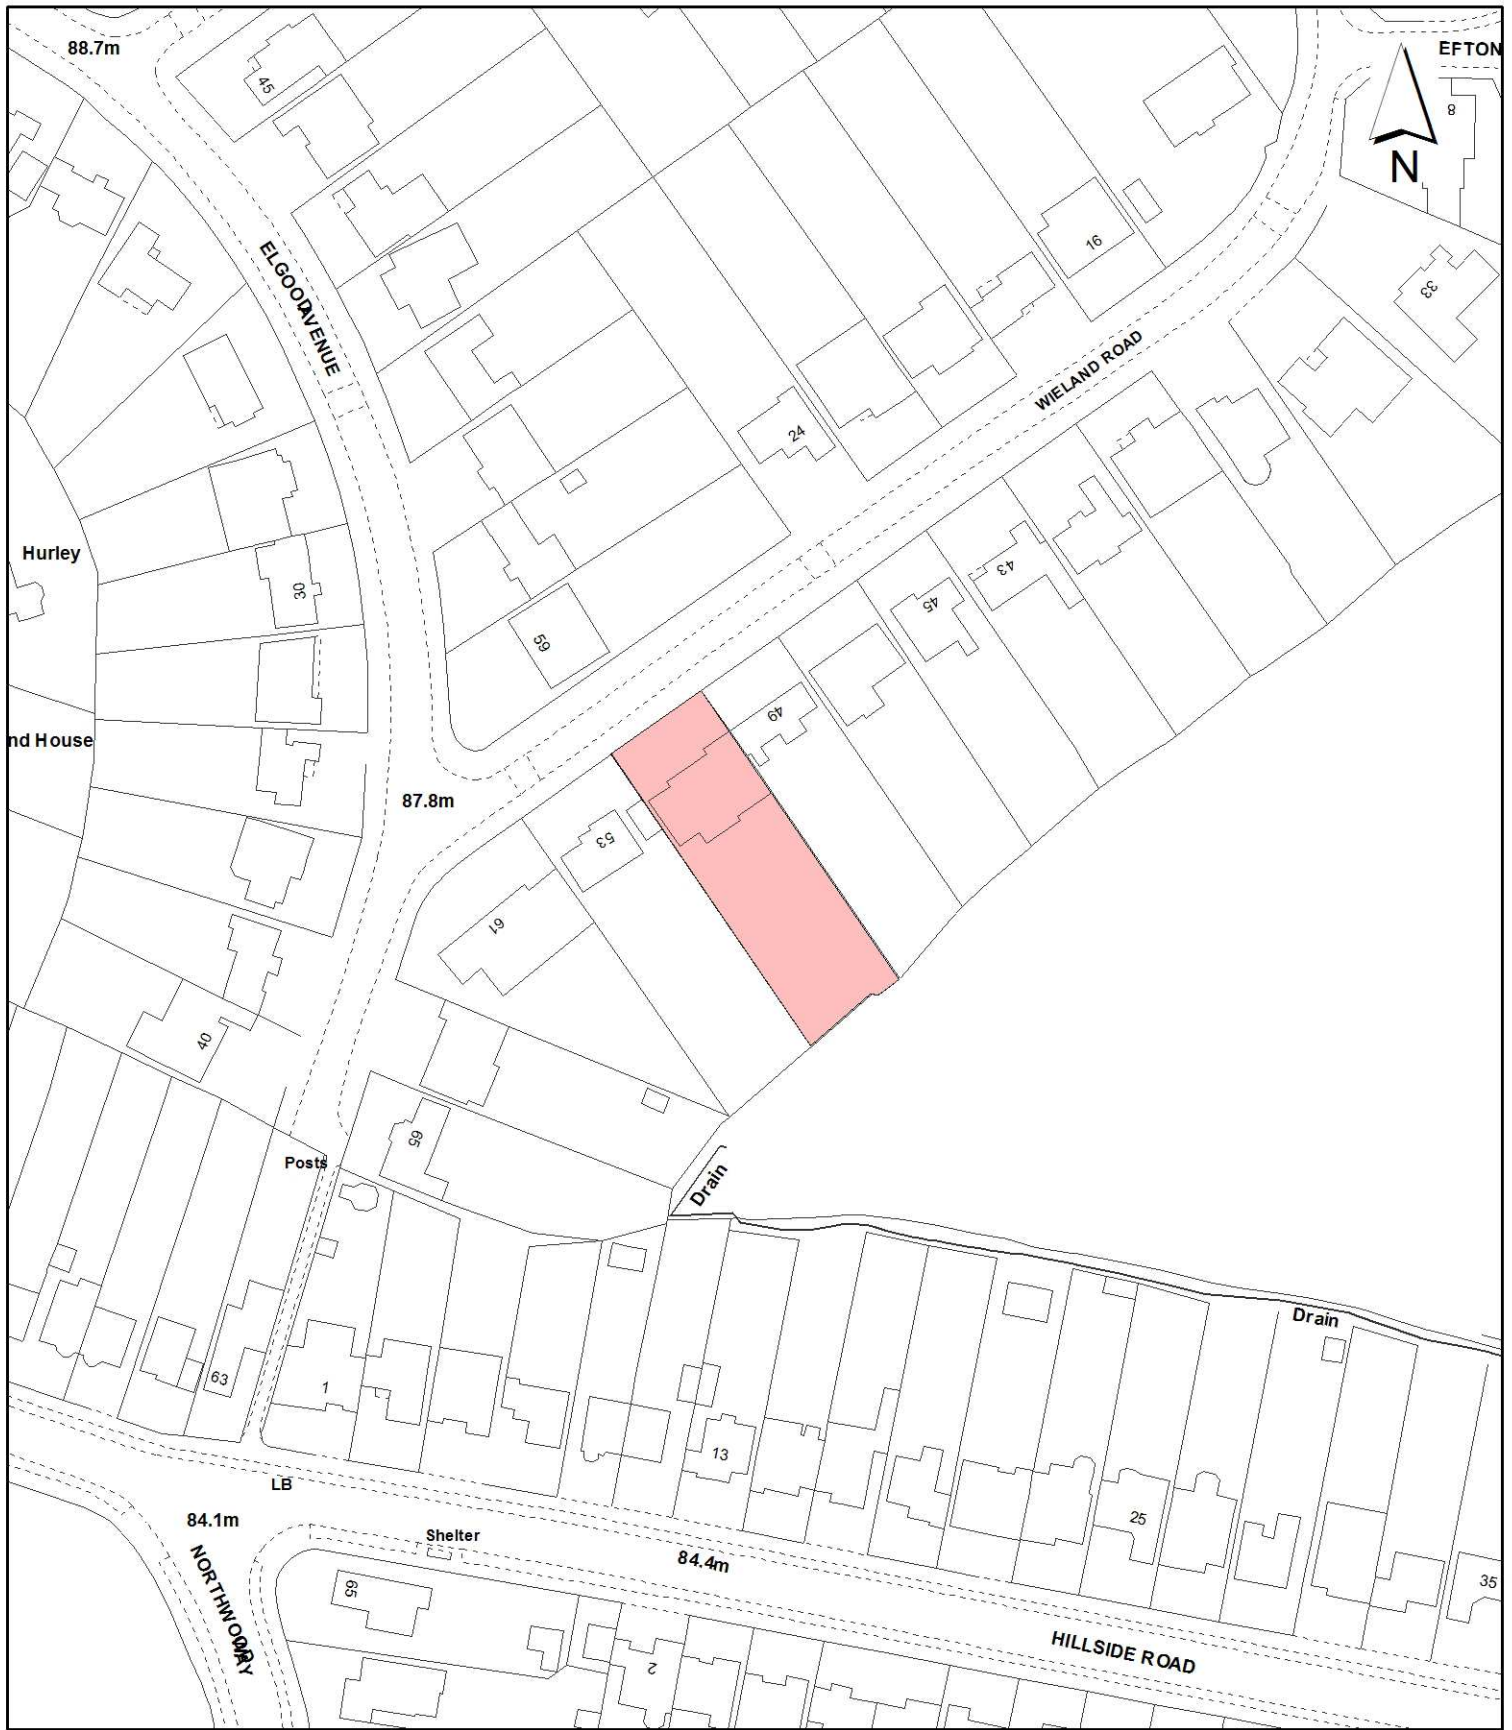 88.7m
EFTON
8
N
45
16
33
ELGOOD AVENUE
WIELAND ROAD
24
Hurley
30
43
45
59
49
nd House
87.8m
53
61
40
65
Posts
Drain
Drain
63
1
13
25
LB
84.1m
Shelter
84.4m
NORTHWOOD WAY
65
35
HILLSIDE ROAD
2